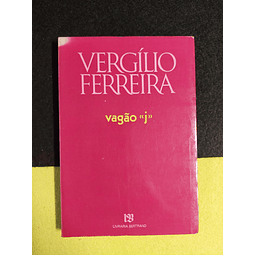 VERGÍLIO
FERREIRA
vagão «j»
LIVRARIA BERTRAND